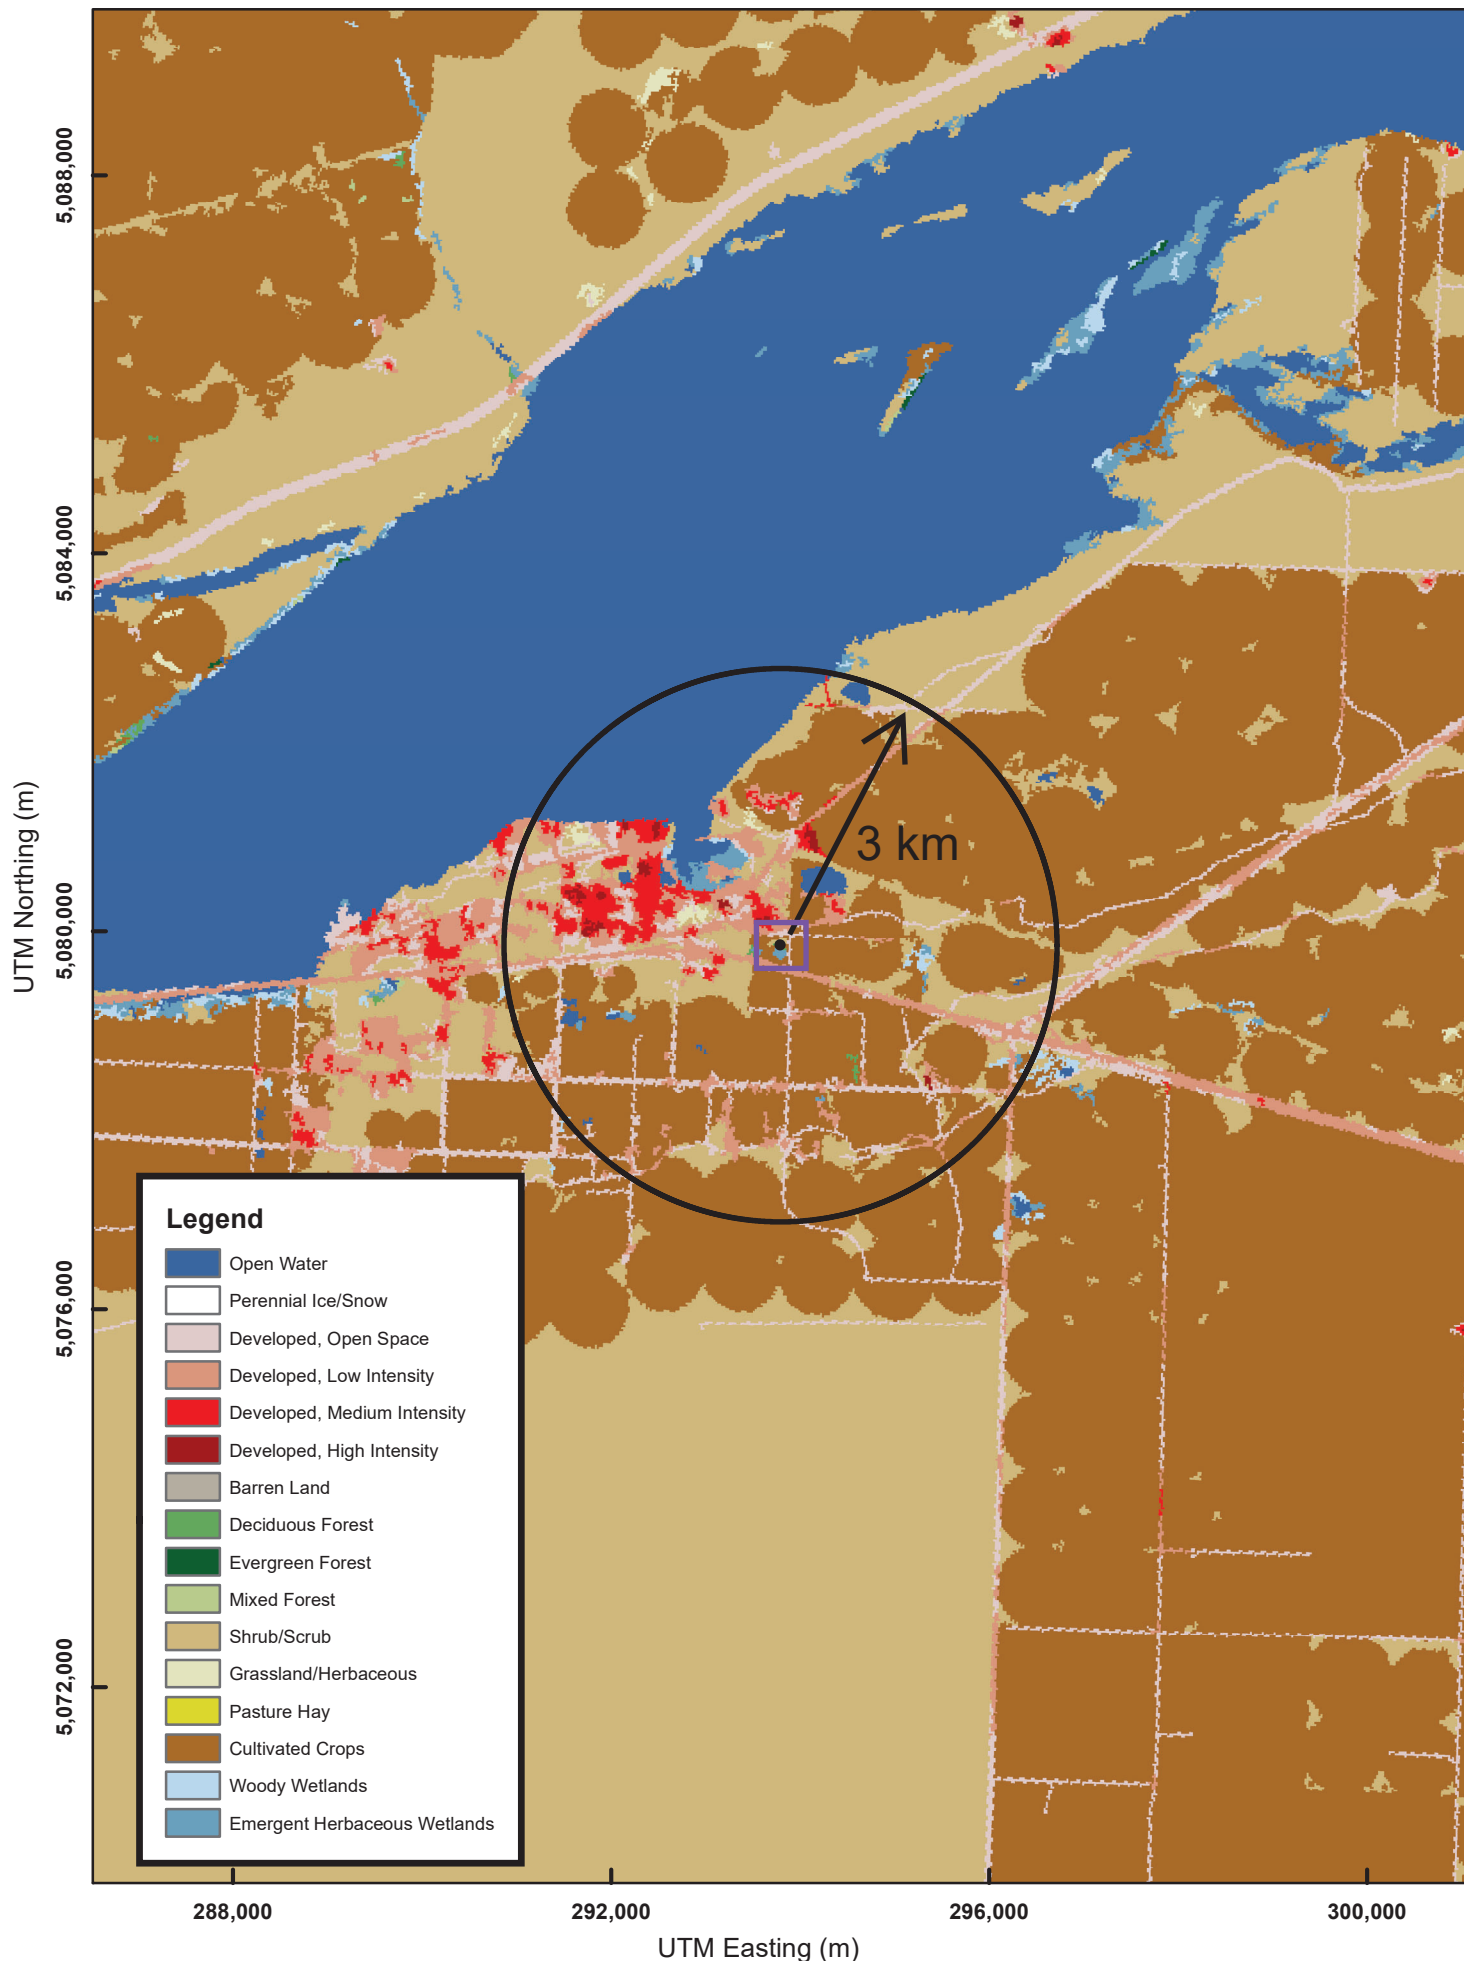 5,088,000
5,084,000
5,080,000
5,076,000
5,072,000
UTM Northing (m)
3 km
Legend
Open Water
Perennial Ice/Snow
Developed, Open Space
Developed, Low Intensity
Developed, Medium Intensity
Developed, High Intensity
Barren Land
Deciduous Forest
Evergreen Forest
Mixed Forest
Shrub/Scrub
Grassland/Herbaceous
Pasture Hay
Cultivated Crops
Woody Wetlands
Emergent Herbaceous Wetlands
288,000
292,000
296,000
300,000
UTM Easting (m)